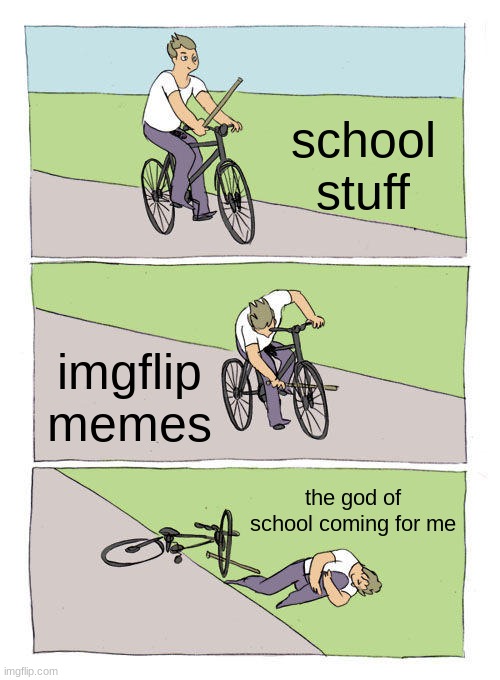 school
stuff
imgflip
memes
the god of
school coming for me
imgflip.com